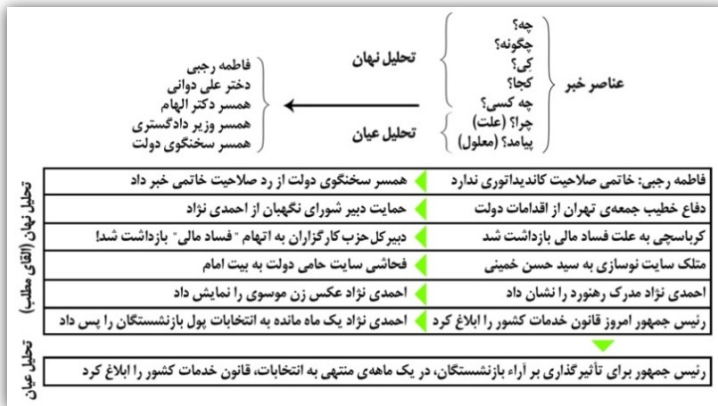 عناصر خبر
چه؟
چگونه؟
کِی؟
کجا؟
چه کسی؟
چرا؟ (علت)
پیامد؟ (معلول)
تحلیل نهان
تحلیل عیان
فاطمه رجبی
دختر علی دوانی
همسر دکتر الهام
همسر وزیر دادگستری
همسر سخنگوی دولت
تحلیل نهان (القای مطلب)
فاطمه رجبی: خاتمی صلاحیت کاندیداتوری ندارد همسر سخنگوی دولت از رد صلاحیت خاتمی خبر داد
دفاع خطیب جمعه‌ی تهران از اقدامات دولت حمایت دبیر شورای نگهبان از احمدی نژاد
کرباسچی به علت فساد مالی بازداشت شد دبیر کل حزب کارگزاران به اتهام "فساد مالی" بازداشت شد!
متلک سایت نوسازی به سید حسن خمینی فحاشی سایت حامی دولت به بیت امام
احمدی نژاد مدرک رهنورد را نشان داد احمدی نژاد عکس زن موسوی را نمایش داد
رئیس جمهور امروز قانون خدمات کشور را ابلاغ کرد احمدی نژاد یک ماه مانده به انتخابات پول بازنشستگان را پس داد
تحلیل عیان
رئیس جمهور برای تأثیرگذاری بر آراء بازنشستگان، در یک ماهه‌ی منتهی به انتخابات، قانون خدمات کشور را ابلاغ کرد